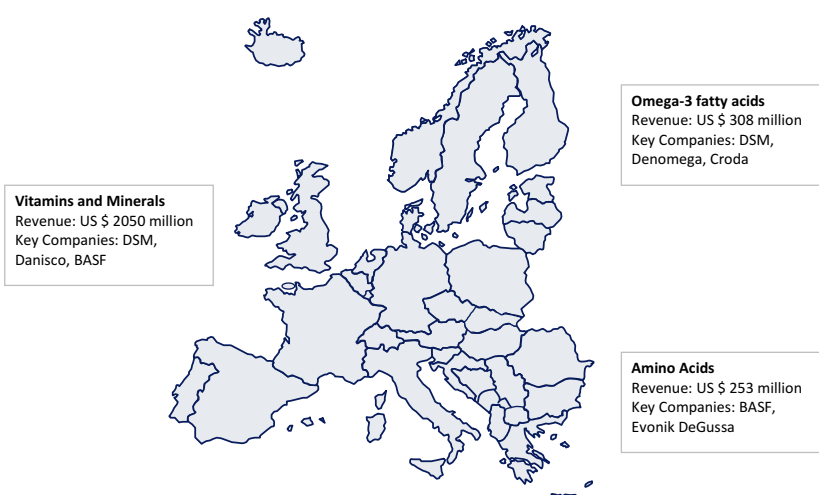 Omega-3 fatty acids
Revenue: US $ 308 million
Key Companies: DSM,
Denomega, Croda
Vitamins and Minerals
Revenue: US $ 2050 million
Key Companies: DSM,
Danisco, BASF
Amino Acids
Revenue: US $ 253 million
Key Companies: BASF,
Evonik DeGussa